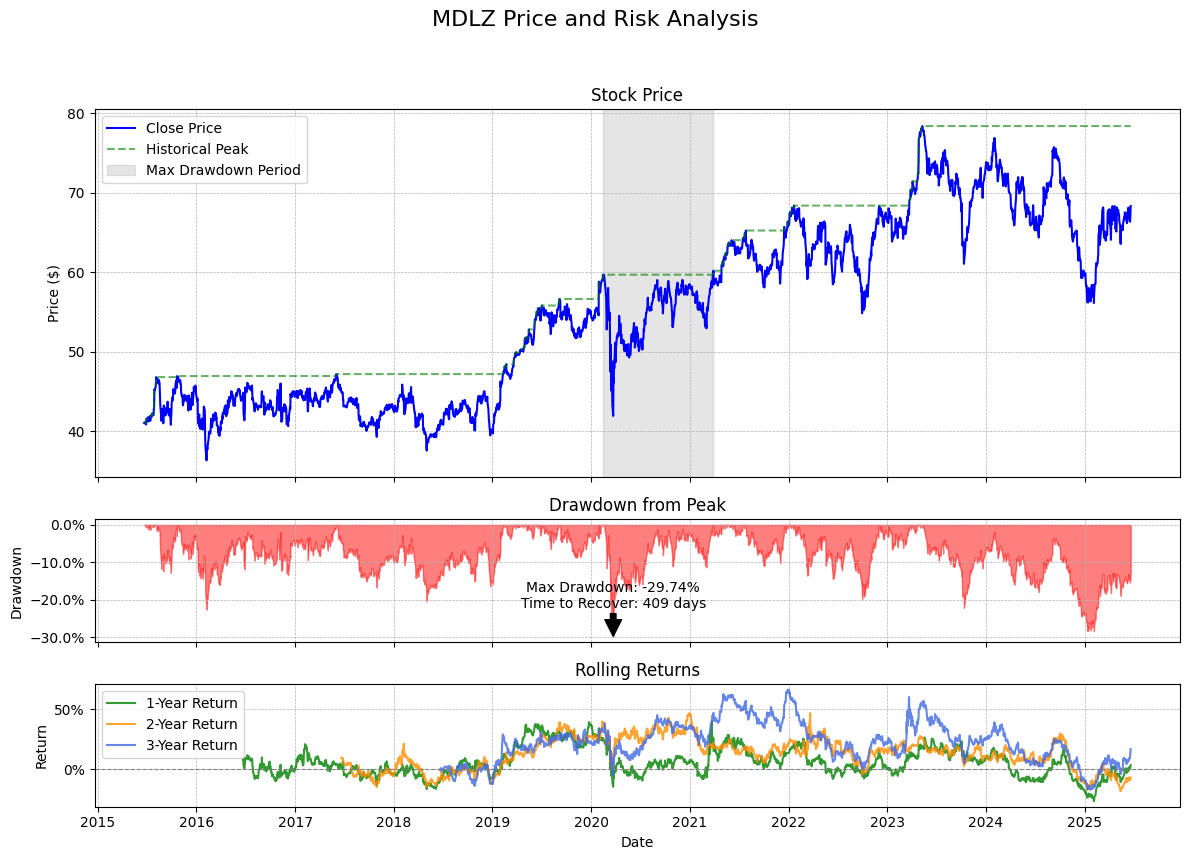 MDLZ Price and Risk Analysis
Stock Price
Close Price
Historical Peak
Max Drawdown Period
Price ($)
80
70
60
50
40
Drawdown from Peak
Drawdown
0.0%
−10.0%
−20.0%
−30.0%
Max Drawdown: -29.74%
Time to Recover: 409 days
Rolling Returns
1-Year Return
2-Year Return
3-Year Return
Return
50%
0%
2015 2016 2017 2018 2019 2020 2021 2022 2023 2024 2025
Date